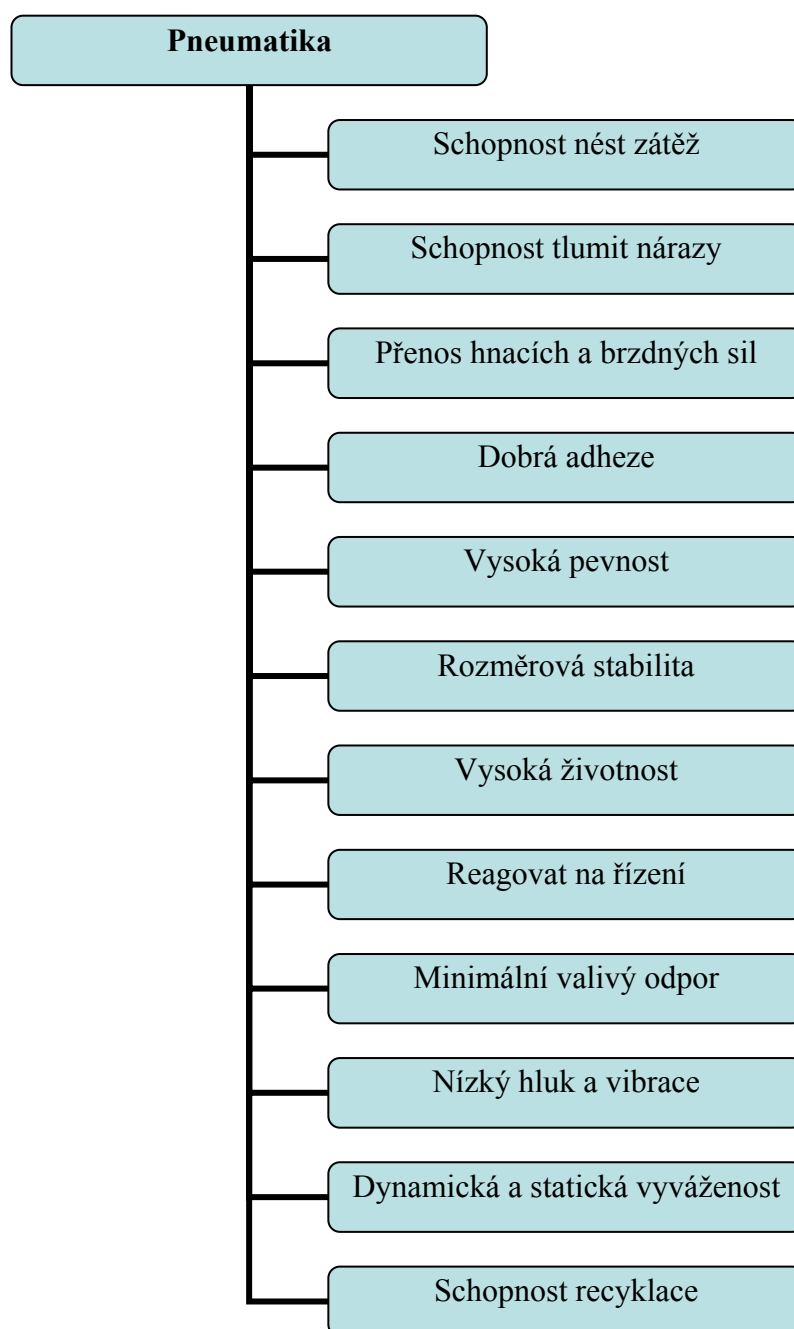 Pneumatika
Schopnost nést zátěž
Schopnost tlumit nárazy
Přenos hnacích a brzdných sil
Dobrá adheze
Vysoká pevnost
Rozměrová stabilita
Vysoká životnost
Reagovat na řízení
Minimální valivý odpor
Nízký hluk a vibrace
Dynamická a statická vyváženost
Schopnost recyklace